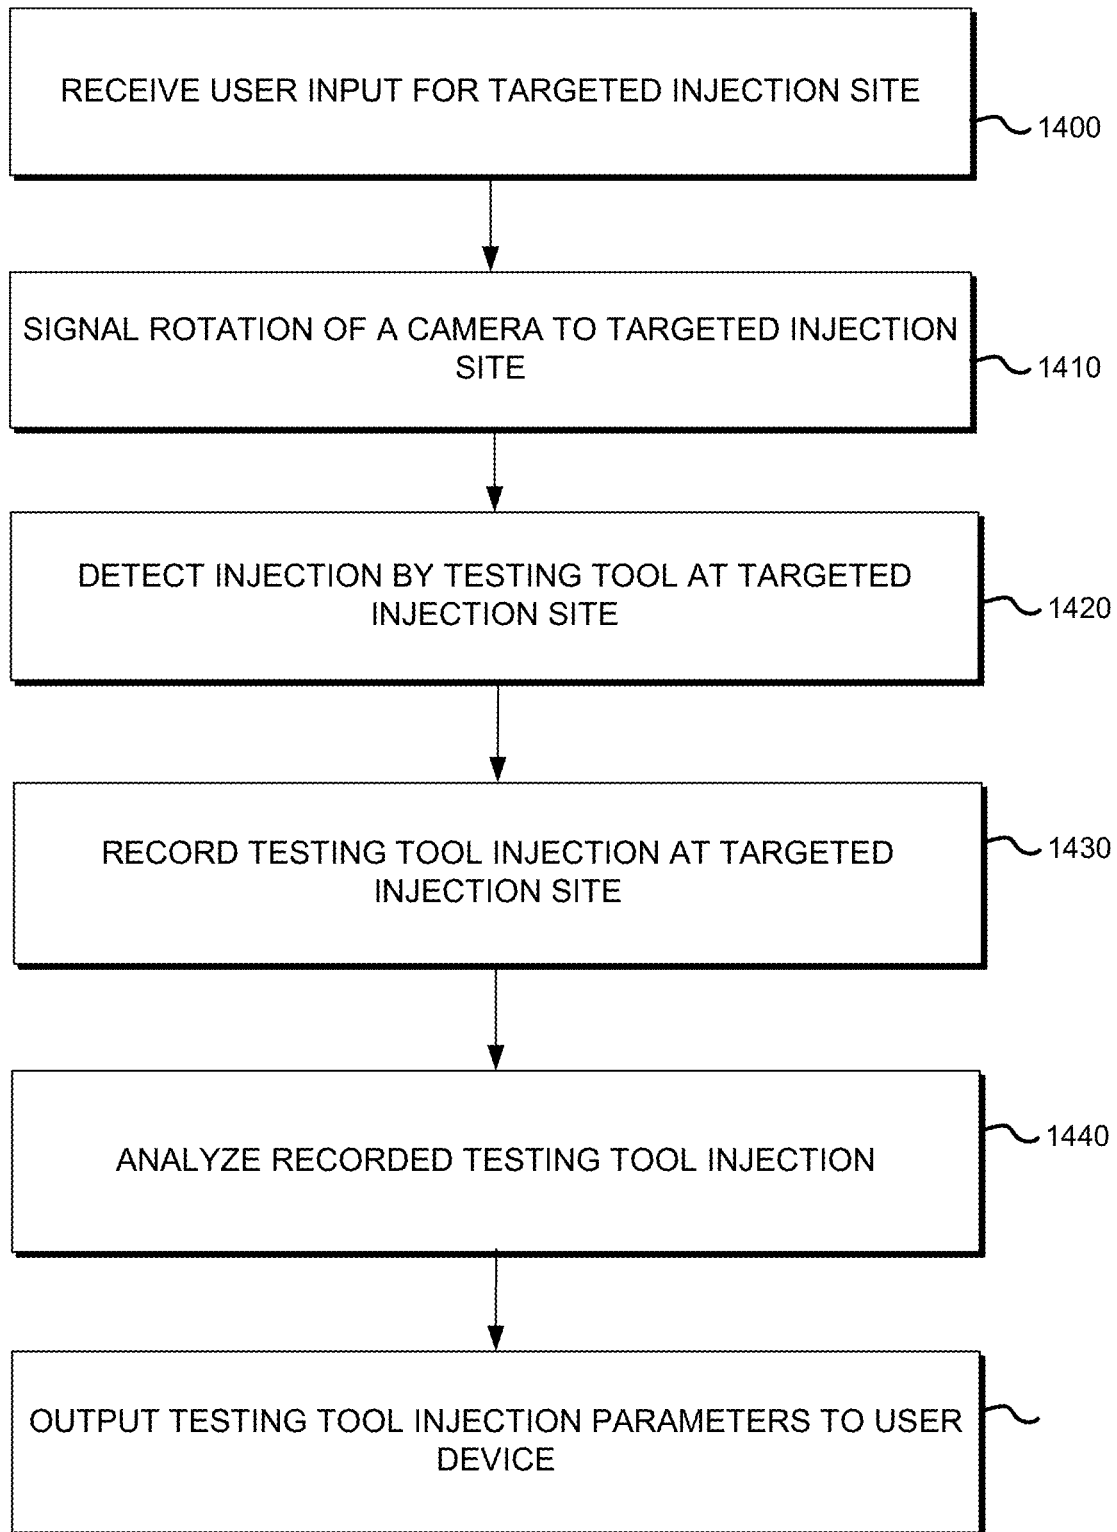 RECEIVE USER INPUT FOR TARGETED INJECTION SITE
1400
SIGNAL ROTATION OF A CAMERA TO TARGETED INJECTION
SITE
1410
DETECT INJECTION BY TESTING TOOL AT TARGETED
INJECTION SITE
1420
RECORD TESTING TOOL INJECTION AT TARGETED
INJECTION SITE
1430
ANALYZE RECORDED TESTING TOOL INJECTION
1440
OUTPUT TESTING TOOL INJECTION PARAMETERS TO USER
DEVICE